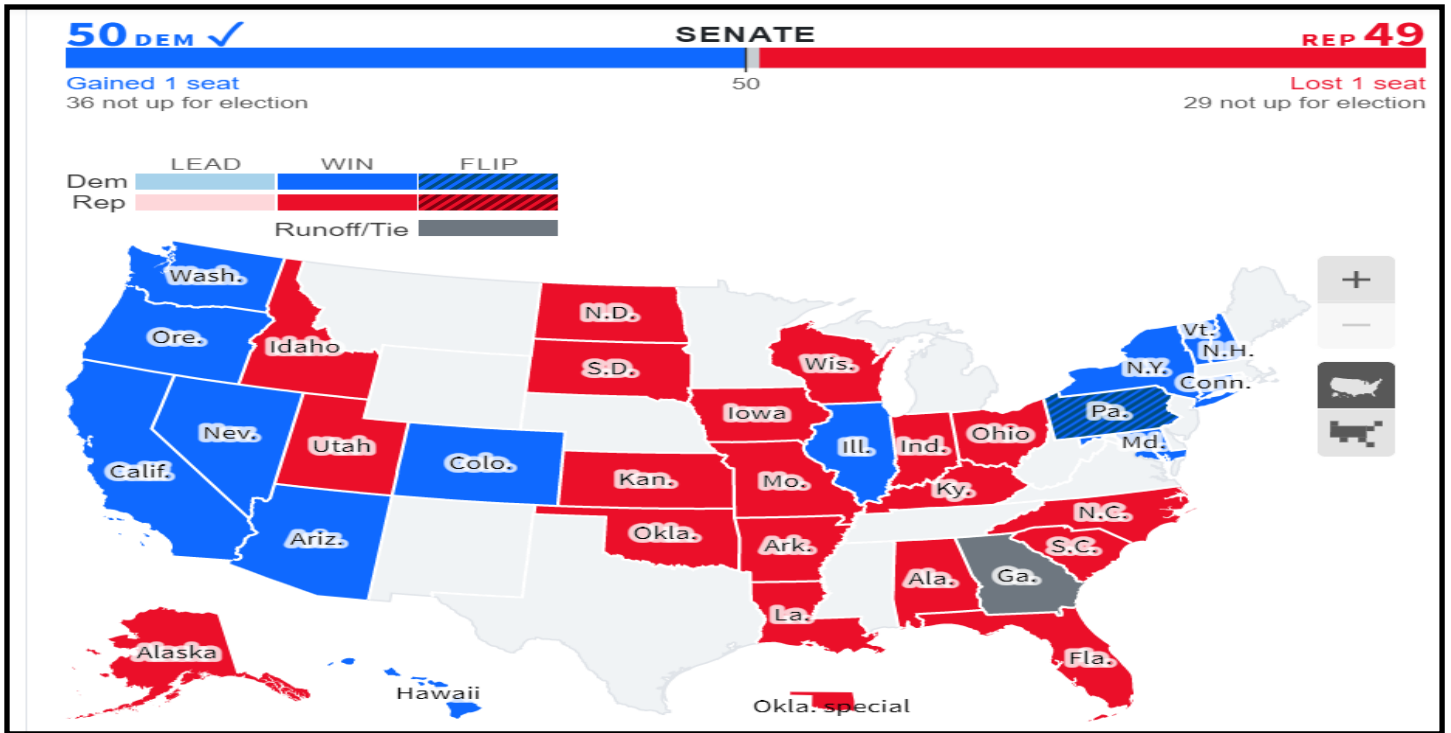 50 DEM ✓ SENATE REP 49
Gained 1 seat 50 Lost 1 seat
36 not up for election 29 not up for election
LEAD WIN FLIP
Dem
Rep
Runoff/Tie
+
−
Wash.
N.D.
Vt.
Ore.
Idaho
N.H.
S.D.
Wis.
N.Y.
Conn.
Iowa
Pa.
Nev.
Utah
Ohio
Ill.
Ind.
Md.
Calif.
Colo.
Kan.
Mo.
Ky.
N.C.
Ariz.
Okla.
Ark.
S.C.
Ala.
Ga.
La.
Alaska
Fla.
Hawaii
Okla. special